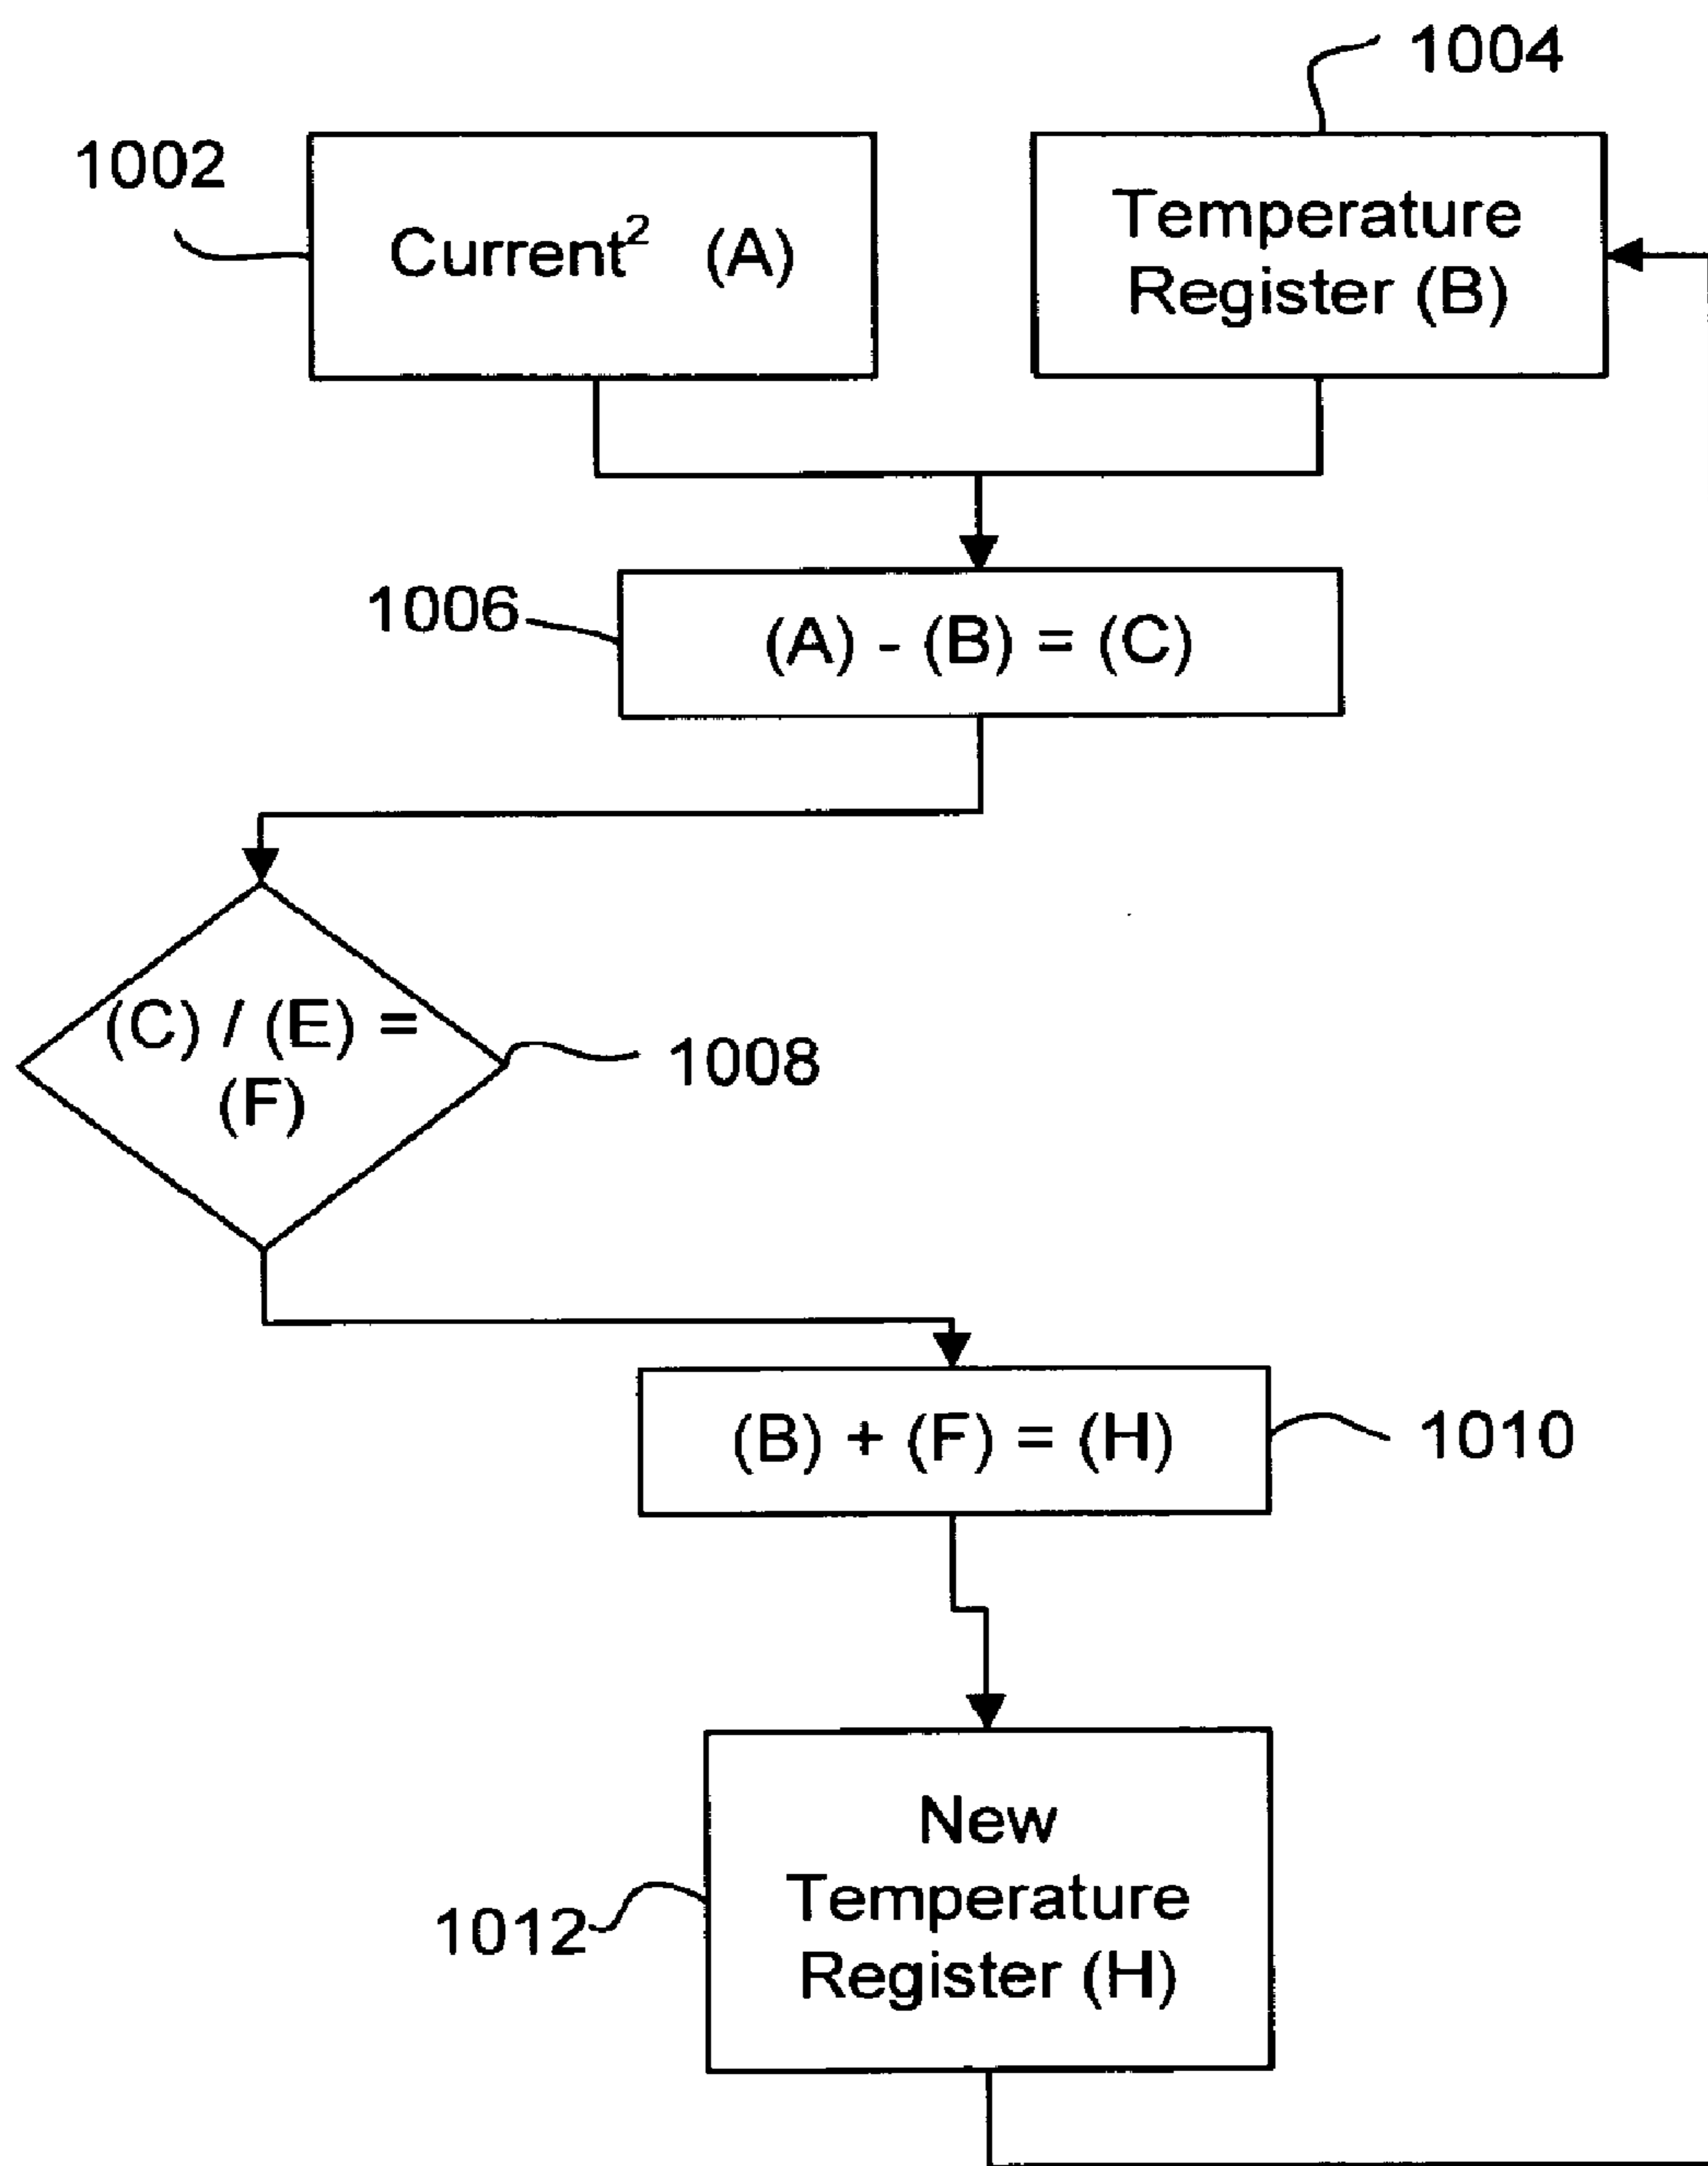 1004
1002
Current² (A)
Temperature
Register (B)
1006
(A) - (B) = (C)
(C) / (E) =
(F)
1008
(B) + (F) = (H)
1010
New
Temperature
Register (H)
1012